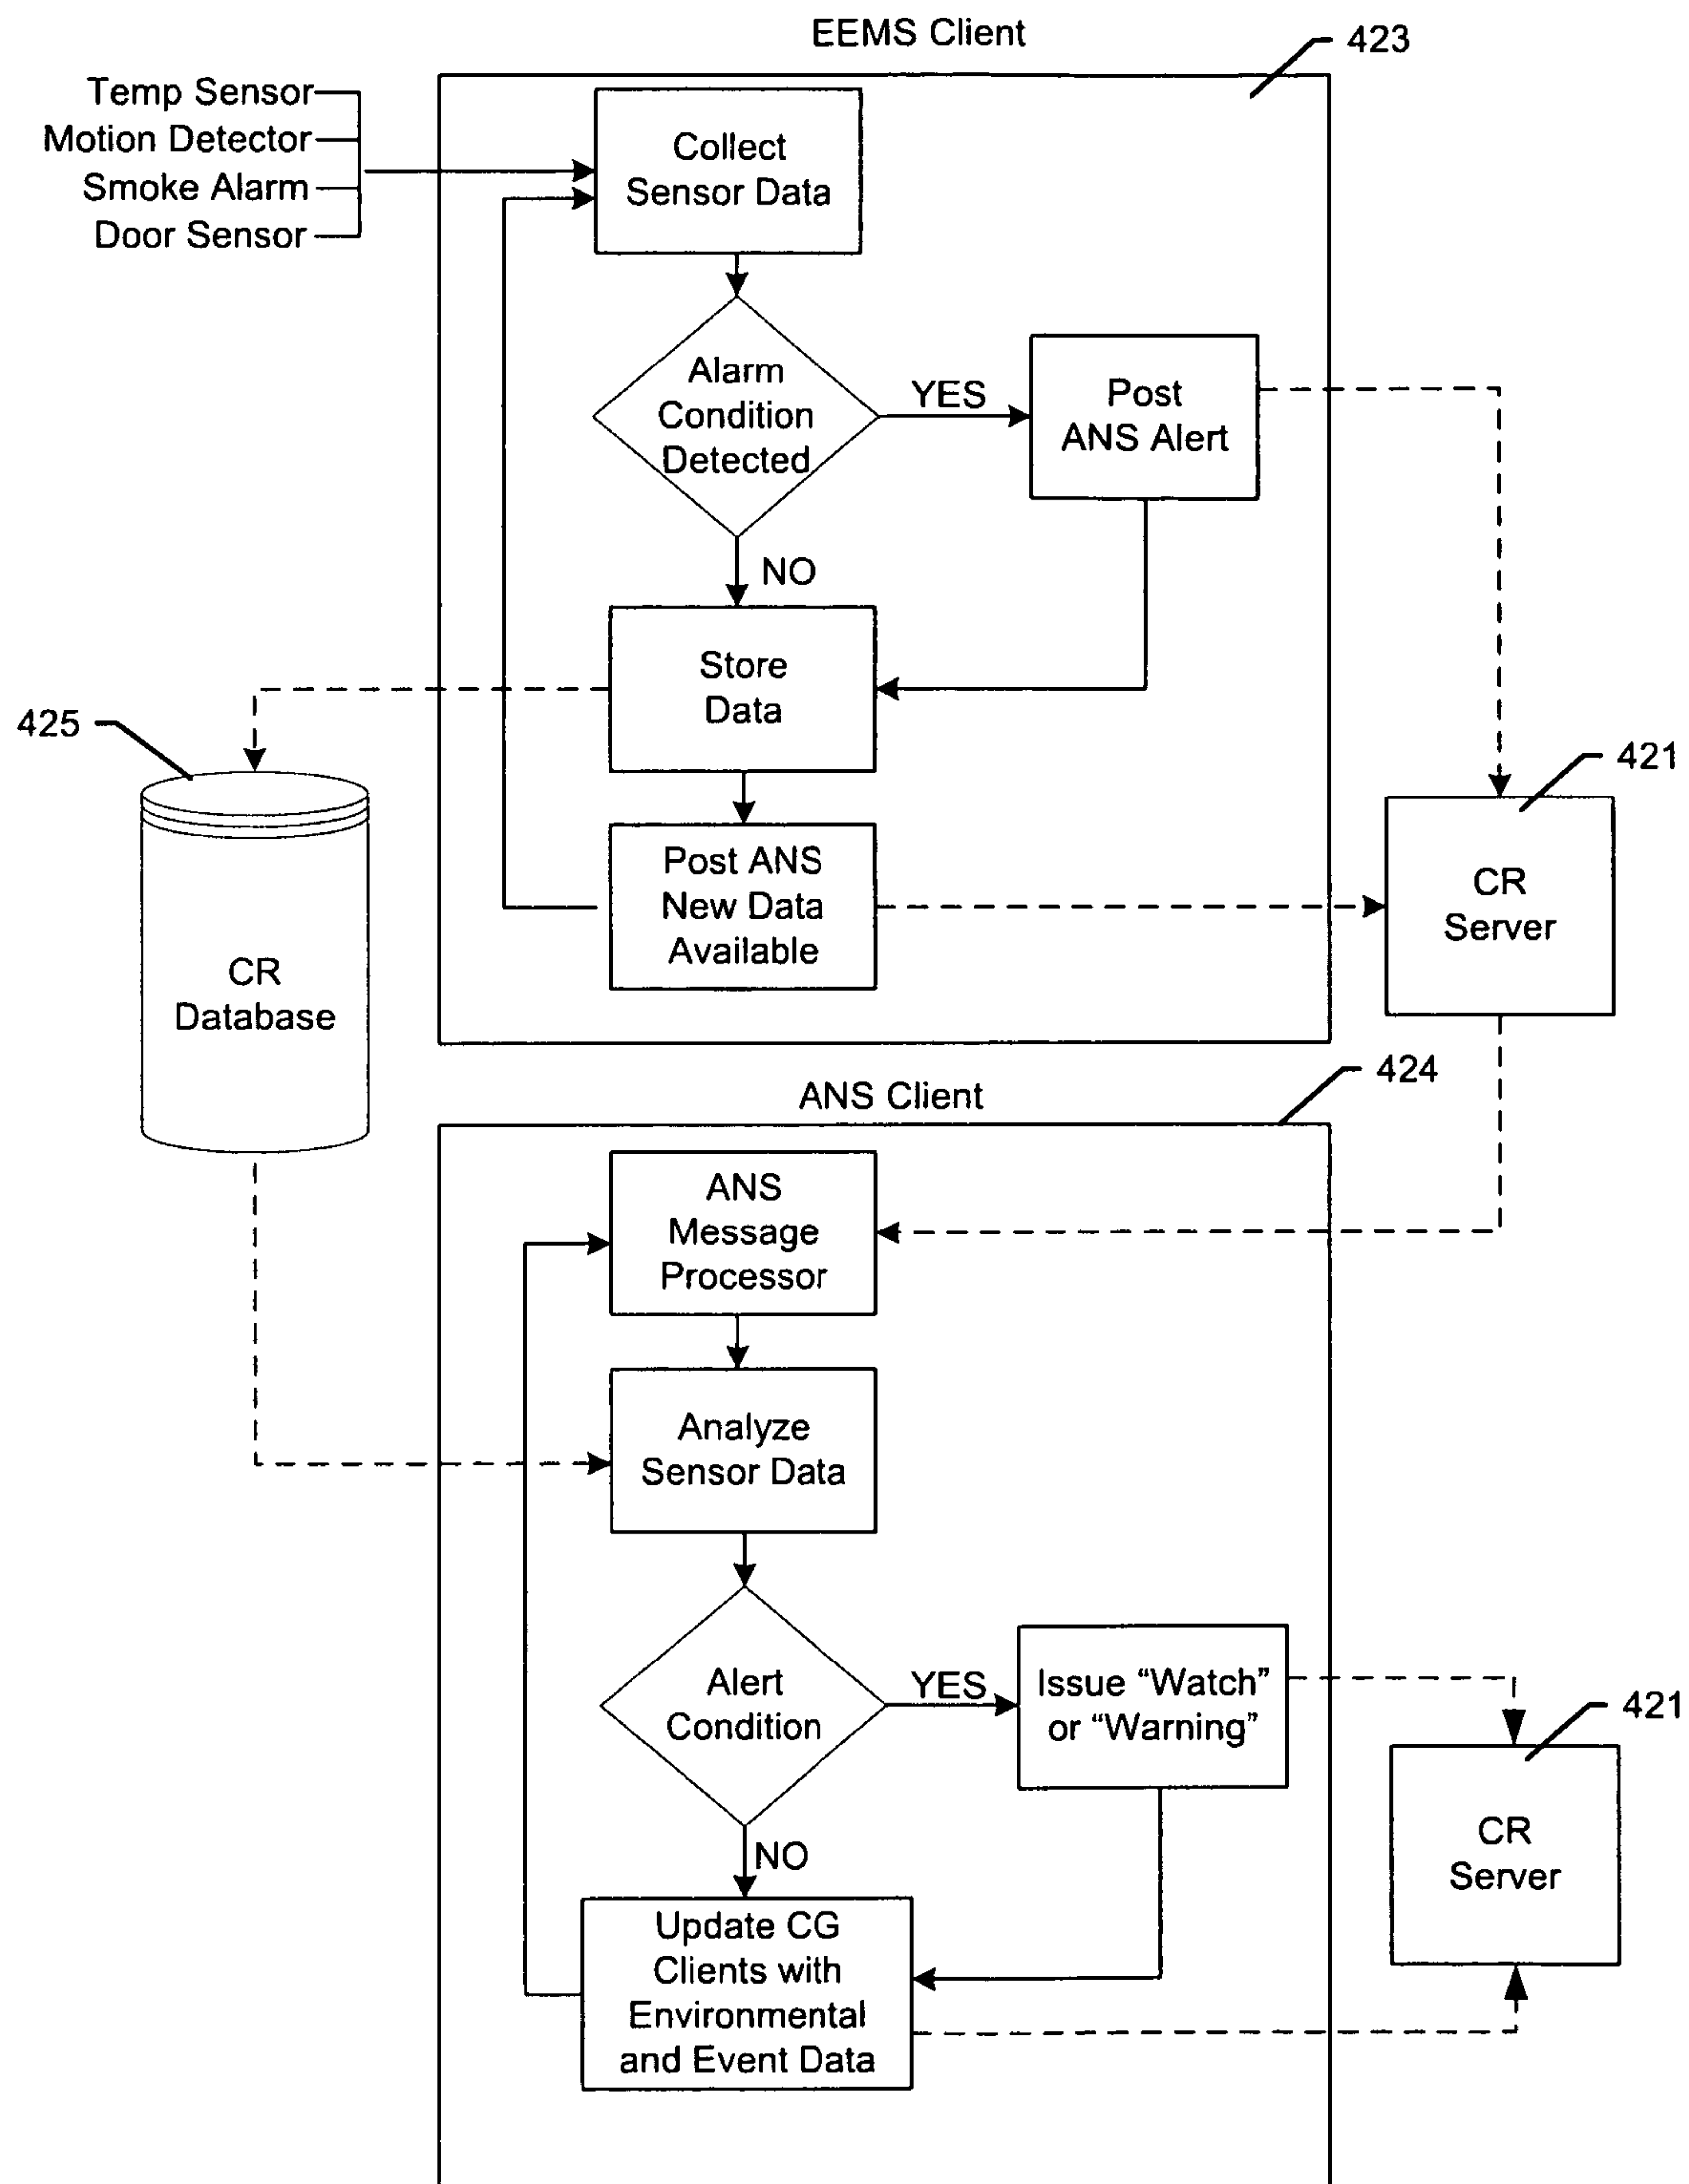 EEMS Client
423
Temp Sensor
Motion Detector
Smoke Alarm
Door Sensor
Collect
Sensor Data
Alarm
Condition
Detected
YES
Post
ANS Alert
NO
Store
Data
425
421
Post ANS
New Data
Available
CR
Server
CR
Database
ANS Client
424
ANS
Message
Processor
Analyze
Sensor Data
Alert
Condition
YES
Issue “Watch”
or “Warning”
421
CR
Server
NO
Update CG
Clients with
Environmental
and Event Data